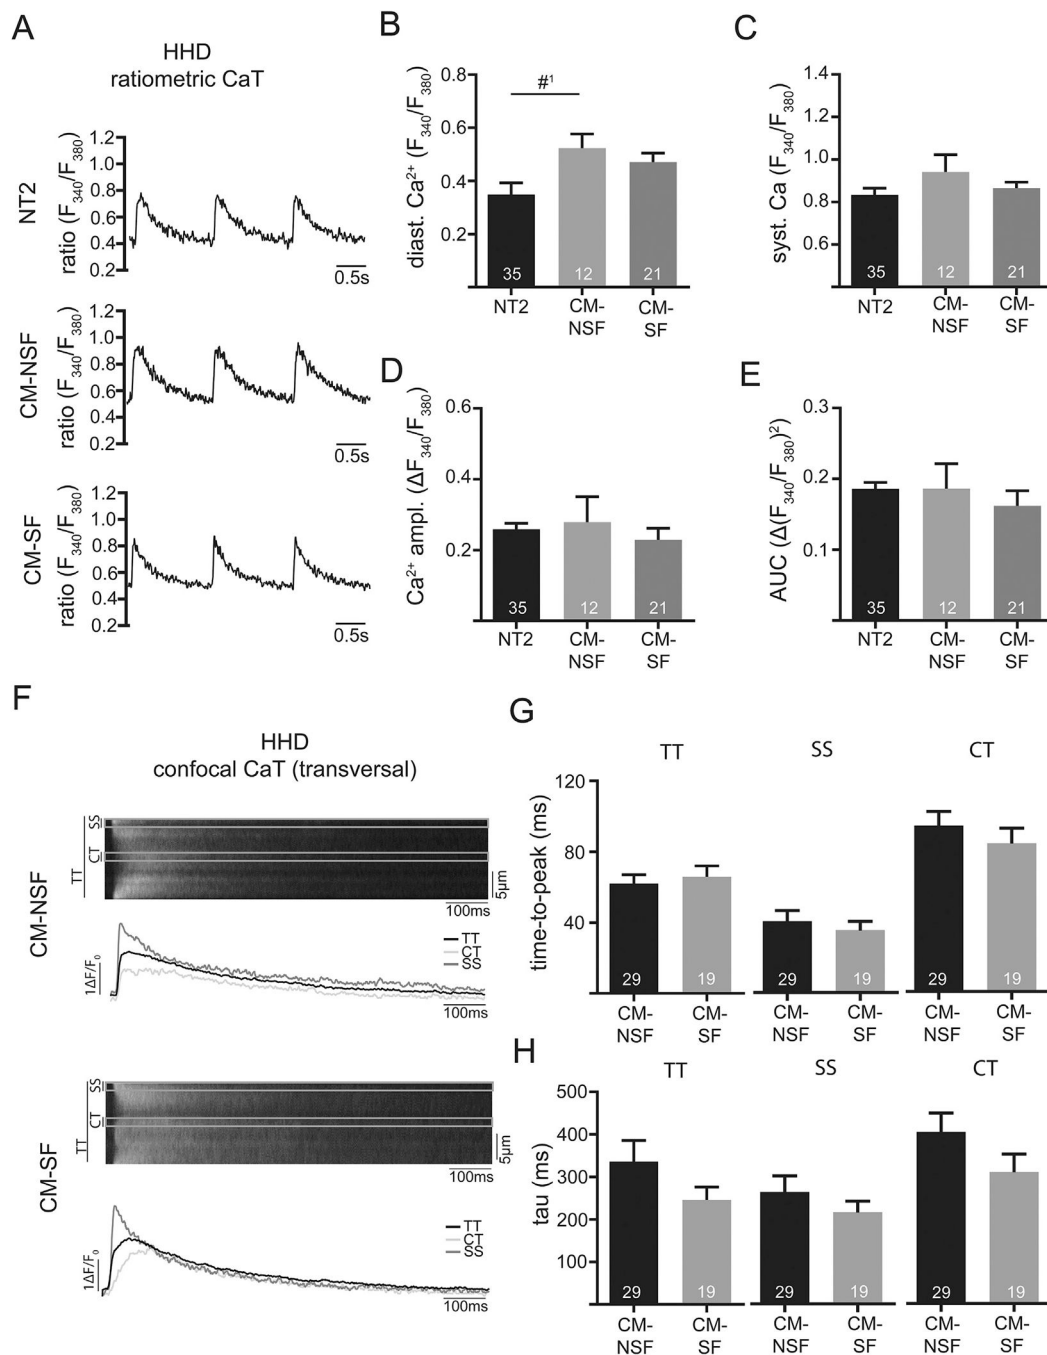 A
HHD
ratiometric CaT
NT2
ratio (F340/F380)
1.2
1.0
0.8
0.6
0.4
0.2
0.5s
CM-NSF
ratio (F340/F380)
1.2
1.0
0.8
0.6
0.4
0.2
0.5s
CM-SF
ratio (F340/F380)
1.2
1.0
0.8
0.6
0.4
0.2
0.5s
B
diast. Ca2+ (F340/F380)
0.8
0.6
0.4
0.2
#1
35
12
21
NT2
CM-
NSF
CM-
SF
C
syst. Ca (F340/F380)
1.4
1.2
1.0
0.8
0.6
35
12
21
NT2
CM-
NSF
CM-
SF
D
Ca2+ ampl. (ΔF340/F380)
0.6
0.4
0.2
35
12
21
NT2
CM-
NSF
CM-
SF
E
AUC (Δ(F340/F380)2)
0.3
0.2
0.1
35
12
21
NT2
CM-
NSF
CM-
SF
F
HHD
confocal CaT (transversal)
CM-NSF
SS
CT
TT
5µm
100ms
1ΔF/F0
TT
CT
SS
100ms
CM-SF
SS
CT
TT
5µm
100ms
1ΔF/F0
TT
CT
SS
100ms
G
TT
SS
CT
time-to-peak (ms)
120
80
40
29
19
29
19
29
19
CM-
NSF
CM-
SF
CM-
NSF
CM-
SF
CM-
NSF
CM-
SF
H
TT
SS
CT
tau (ms)
500
400
300
200
100
29
19
29
19
29
19
CM-
NSF
CM-
SF
CM-
NSF
CM-
SF
CM-
NSF
CM-
SF